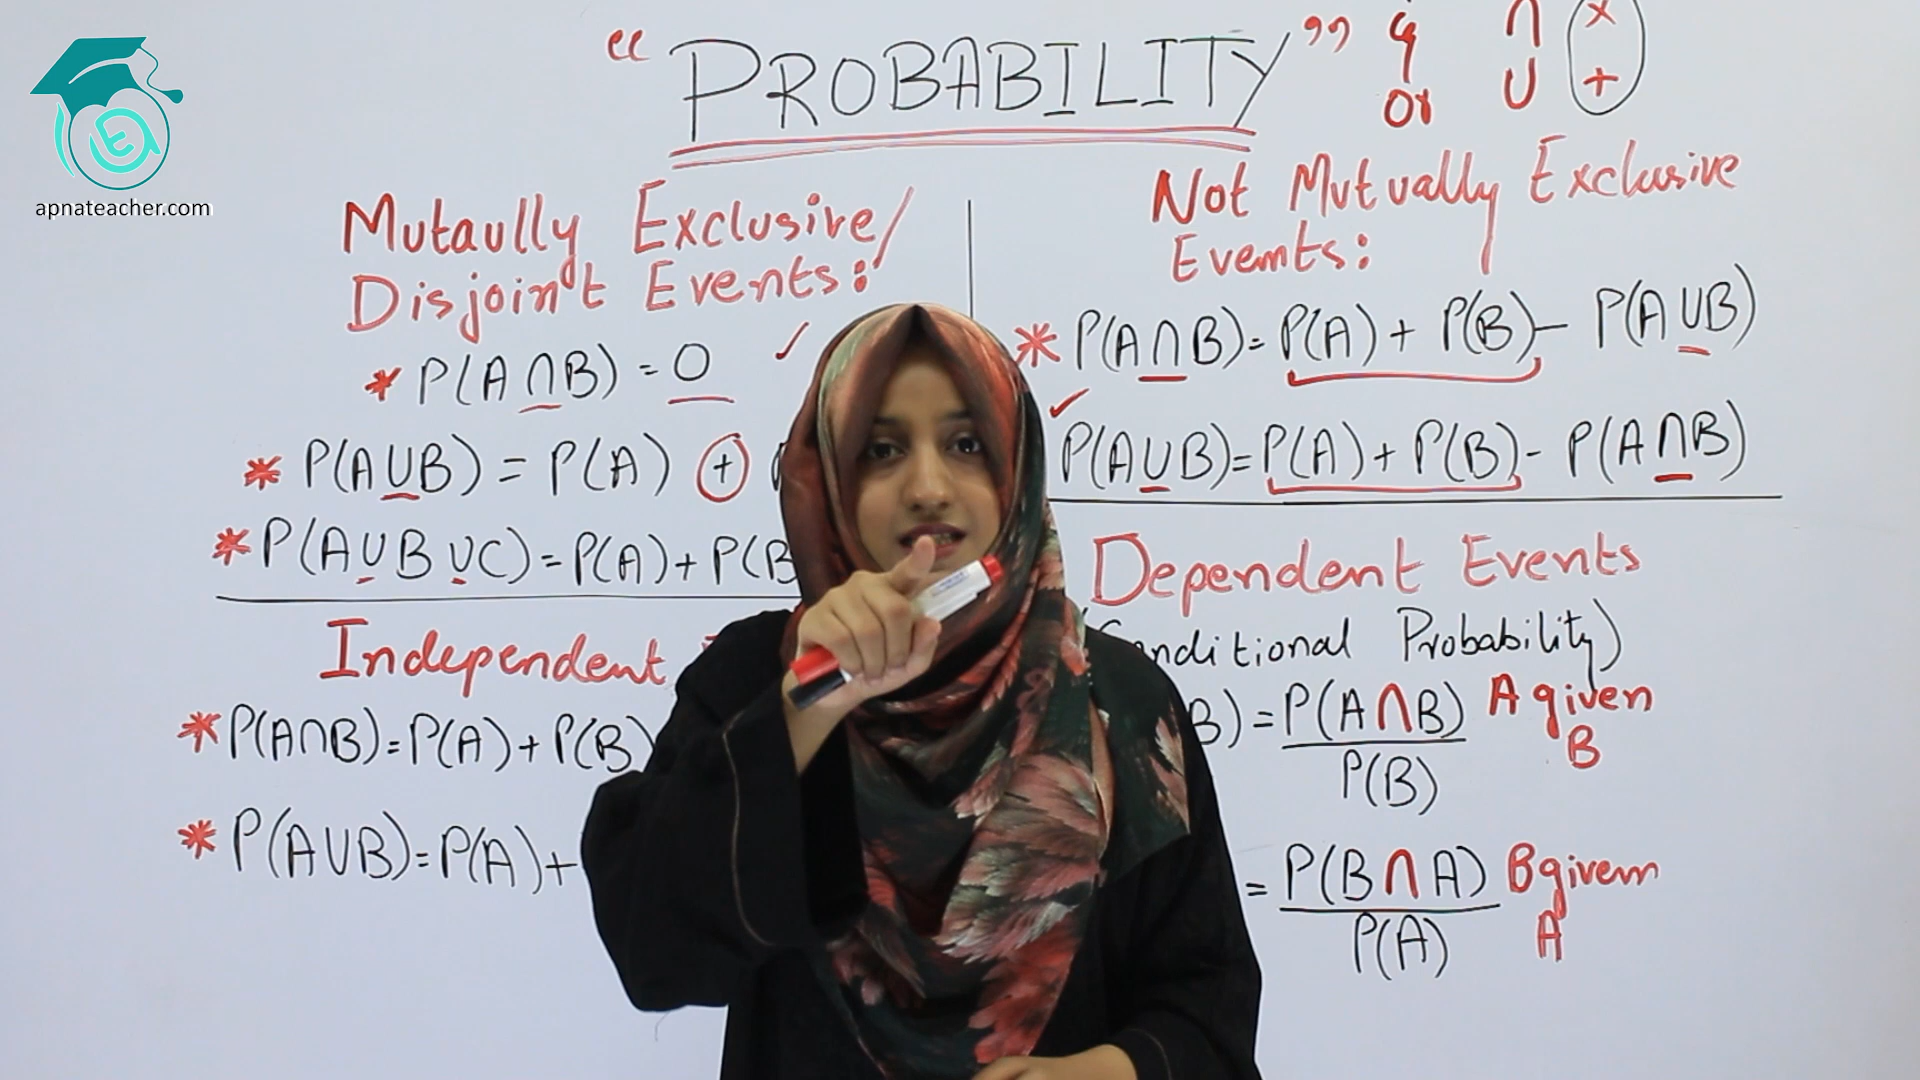 apnateacher.com
“ PROBABILITY ”
& ∩ ×
Or ∪ +
Mutaully Exclusive/
Disjoint Events:
* P(A∩B) = 0 ✓
* P(A∪B) = P(A) +
* P(A∪B∪C) = P(A) + P(B
Not Mutually Exclusive
Events:
* P(A∩B) = P(A) + P(B) - P(A∪B)
✓ P(A∪B) = P(A) + P(B) - P(A∩B)
Independent
* P(A∩B) = P(A) + P(B)
* P(A∪B) = P(A) +
Dependent Events
(Conditional Probability)
B) = P(A∩B) / P(B) A given B
= P(B∩A) / P(A) B given A